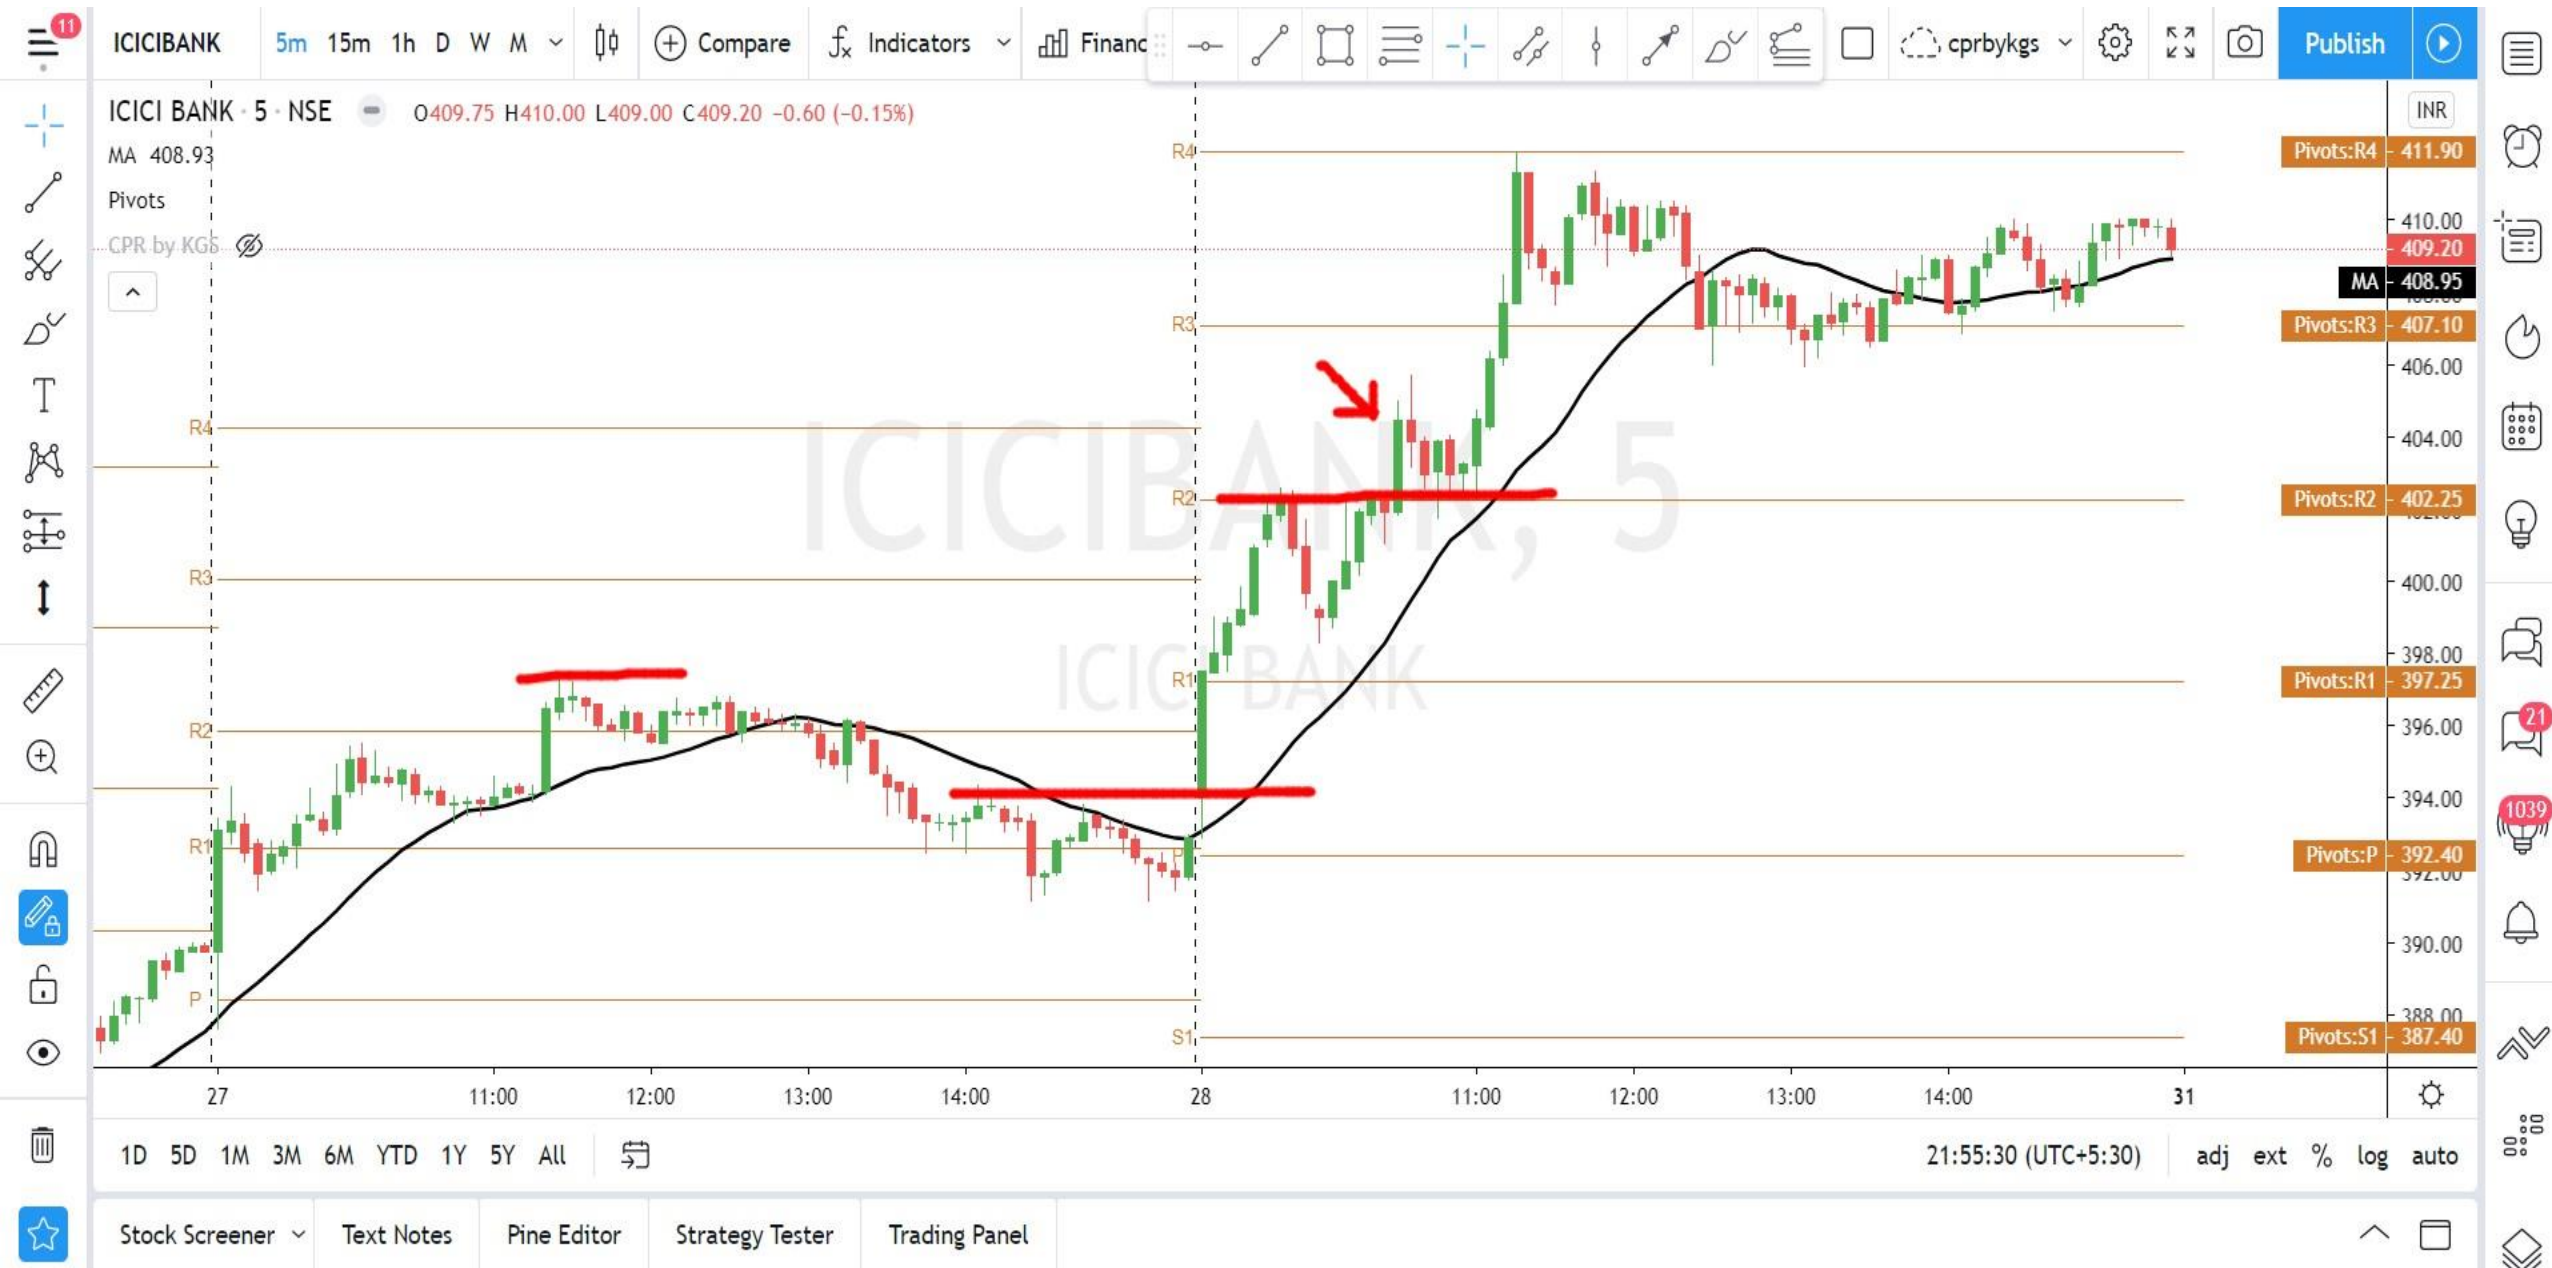 11
ICICIBANK 5m 15m 1h D W M Compare Indicators Financ cprbykgs Publish
ICICI BANK · 5 · NSE O409.75 H410.00 L409.00 C409.20 −0.60 (−0.15%)
INR
MA 408.93
Pivots
CPR by KGS
R4 Pivots:R4 411.90
410.00
409.20
MA 408.95
R3 Pivots:R3 407.10
406.00
R4
404.00
ICICIBANK, 5
R2 Pivots:R2 402.25
R3
400.00
398.00
ICICI BANK
R1 Pivots:R1 397.25
21
R2
396.00
394.00
1039
R1
P Pivots:P 392.40
392.00
390.00
P
388.00
S1 Pivots:S1 387.40
27 11:00 12:00 13:00 14:00 28 11:00 12:00 13:00 14:00 31
1D 5D 1M 3M 6M YTD 1Y 5Y All 21:55:30 (UTC+5:30) adj ext % log auto
Stock Screener Text Notes Pine Editor Strategy Tester Trading Panel